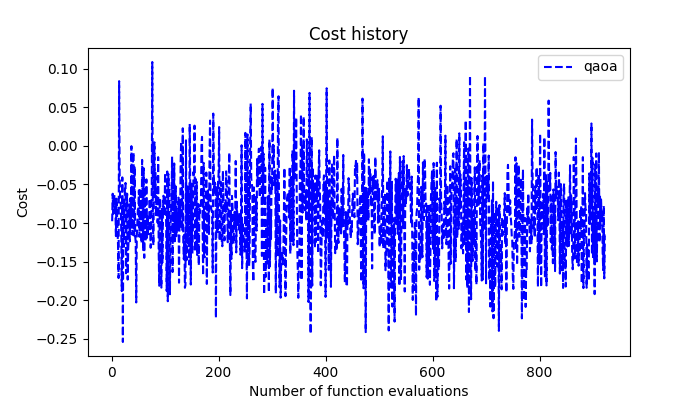 Cost history
qaoa
0.10
0.05
0.00
−0.05
−0.10
−0.15
−0.20
−0.25
Cost
0 200 400 600 800
Number of function evaluations